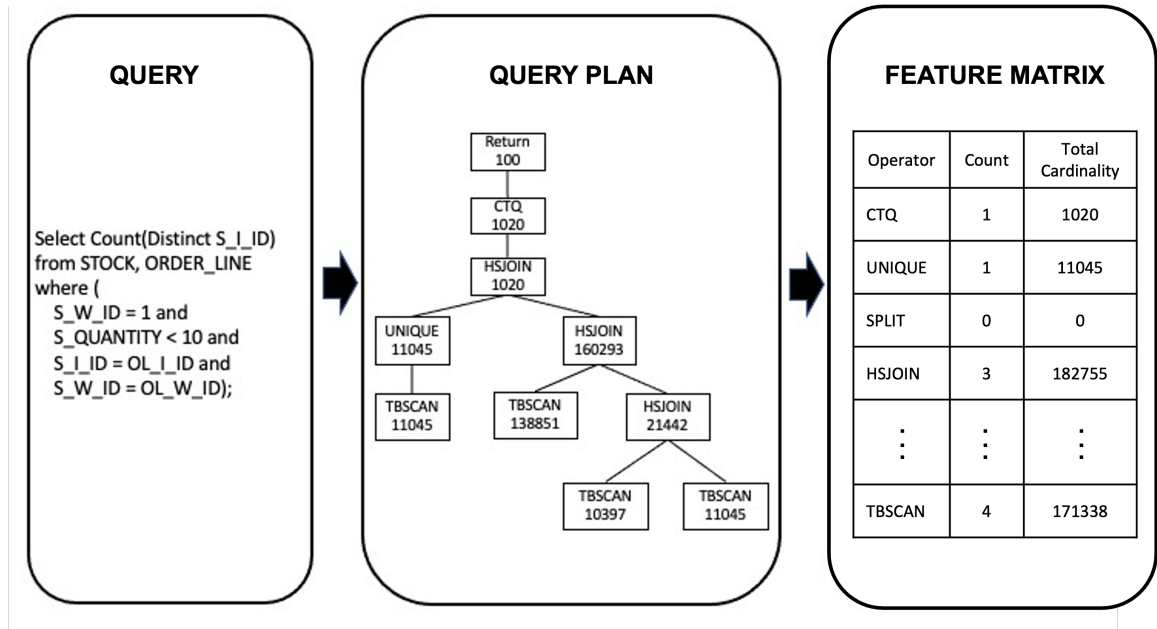 QUERY
Select Count(Distinct S_I_ID)
from STOCK, ORDER_LINE
where (
S_W_ID = 1 and
S_QUANTITY < 10 and
S_I_ID = OL_I_ID and
S_W_ID = OL_W_ID);
QUERY PLAN
Return
100
CTQ
1020
HSJOIN
1020
UNIQUE
11045
HSJOIN
160293
TBSCAN
11045
TBSCAN
138851
HSJOIN
21442
TBSCAN
10397
TBSCAN
11045
FEATURE MATRIX
Operator Count Total Cardinality
CTQ 1 1020
UNIQUE 1 11045
SPLIT 0 0
HSJOIN 3 182755
⋮ ⋮ ⋮
TBSCAN 4 171338